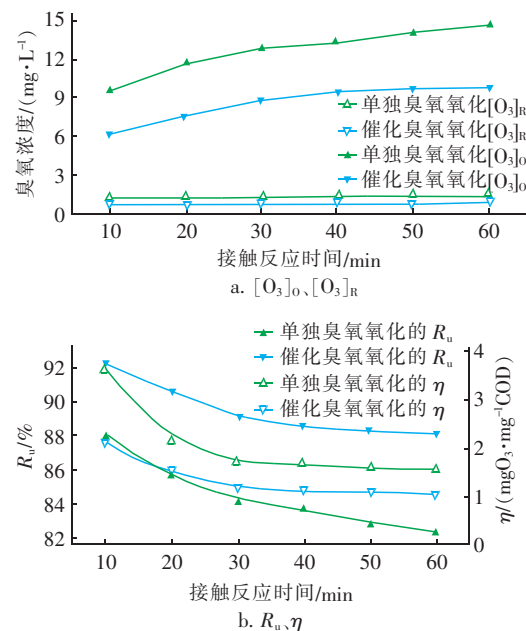 15
12
9
6
3
0
臭氧浓度/(mg·L⁻¹)
单独臭氧氧化[O₃]R
催化臭氧氧化[O₃]R
单独臭氧氧化[O₃]O
催化臭氧氧化[O₃]O
10 20 30 40 50 60
接触反应时间/min
a. [O₃]O、[O₃]R
单独臭氧氧化的 Ru
催化臭氧氧化的 Ru
单独臭氧氧化的 η
催化臭氧氧化的 η
92
90
88
86
84
82
Ru/%
4
3
2
1
0
η/(mgO₃·mg⁻¹COD)
10 20 30 40 50 60
接触反应时间/min
b. Ru、η